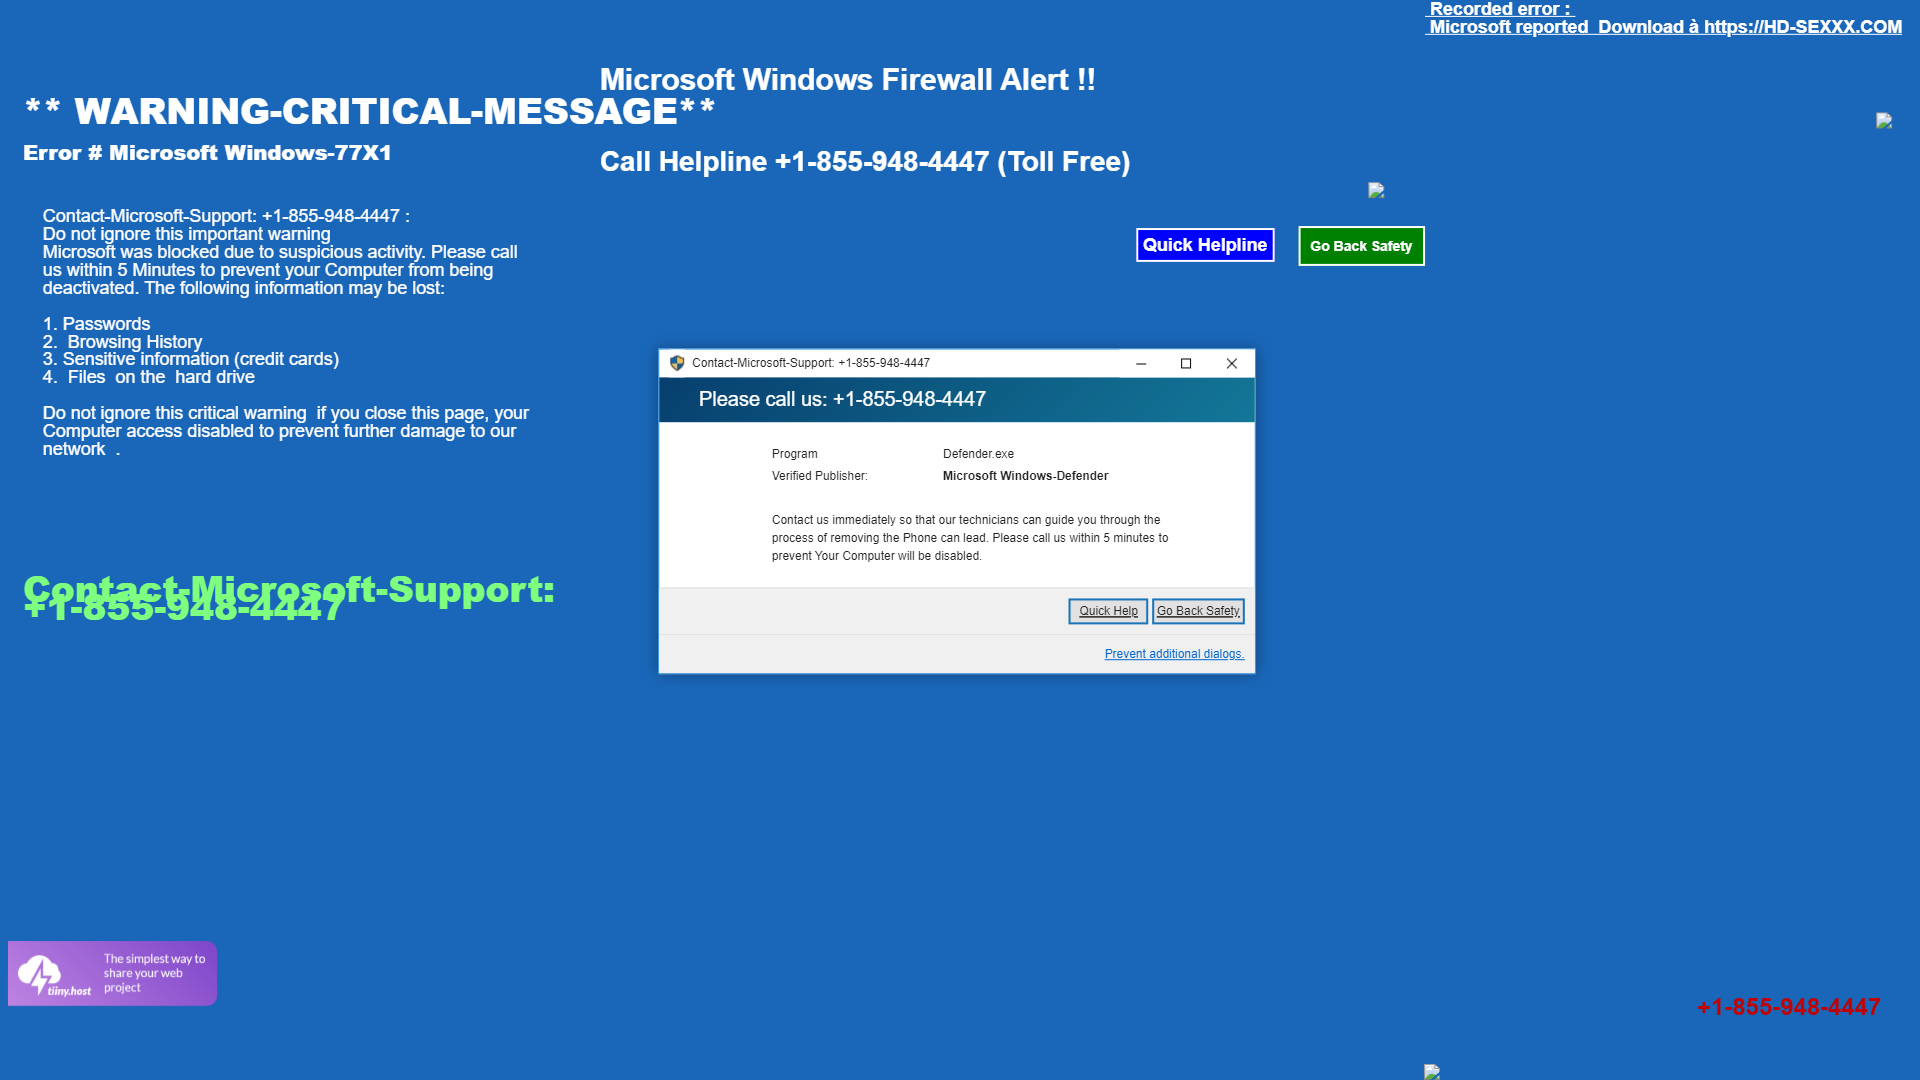 Recorded error :
Microsoft reported  Download à https://HD-SEXXX.COM
Microsoft Windows Firewall Alert !!
** WARNING-CRITICAL-MESSAGE**
Error # Microsoft Windows-77X1
Call Helpline +1-855-948-4447 (Toll Free)
Contact-Microsoft-Support: +1-855-948-4447 :
Do not ignore this important warning
Microsoft was blocked due to suspicious activity. Please call
us within 5 Minutes to prevent your Computer from being
deactivated. The following information may be lost:
1. Passwords
2.  Browsing History
3. Sensitive information (credit cards)
4.  Files  on the  hard drive
Do not ignore this critical warning  if you close this page, your
Computer access disabled to prevent further damage to our
network  .
Quick Helpline
Go Back Safety
Contact-Microsoft-Support: +1-855-948-4447
Please call us: +1-855-948-4447
Program Defender.exe
Verified Publisher: Microsoft Windows-Defender
Contact us immediately so that our technicians can guide you through the
process of removing the Phone can lead. Please call us within 5 minutes to
prevent Your Computer will be disabled.
Quick Help
Go Back Safety
Prevent additional dialogs.
Contact-Microsoft-Support:
+1-855-948-4447
tiiny.host
The simplest way to
share your web
project
+1-855-948-4447